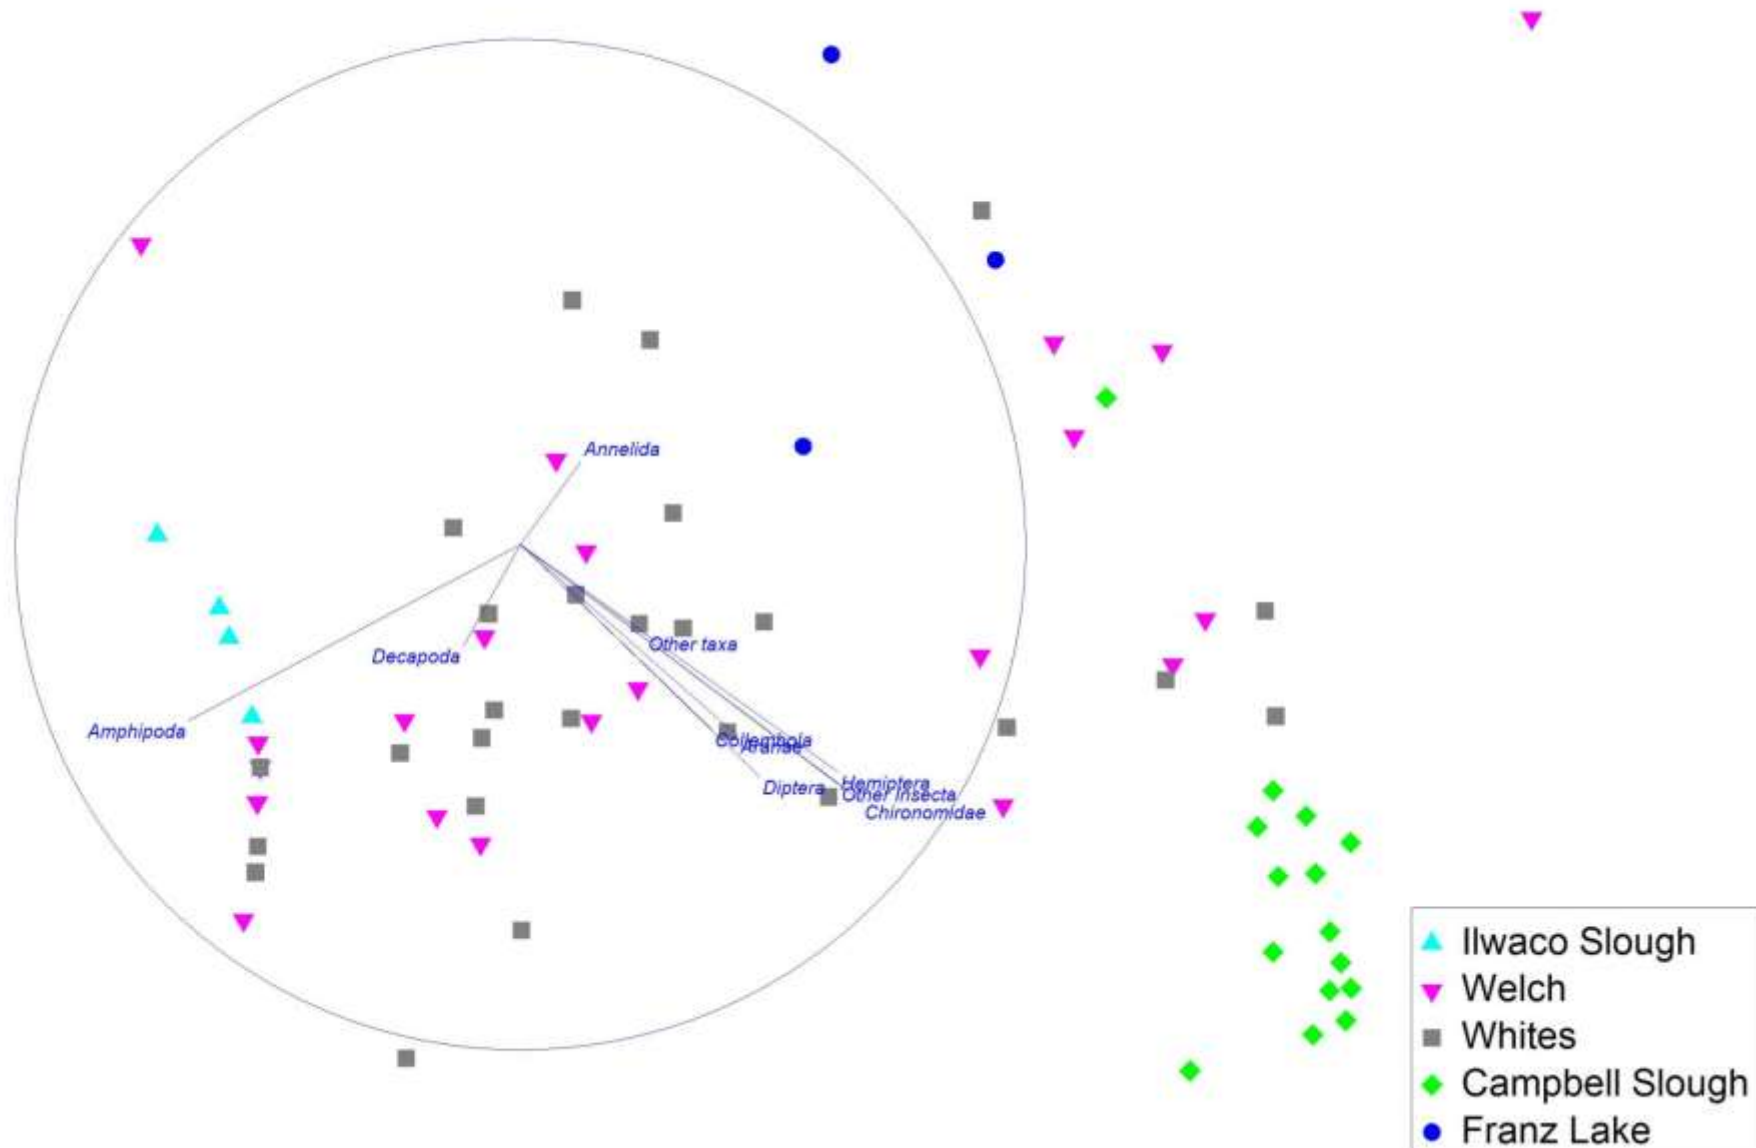 Annelida
Other taxa
Decapoda
Amphipoda
Collembola
Aranae
Hemiptera
Diptera
Other Insecta
Chironomidae
Ilwaco Slough
Welch
Whites
Campbell Slough
Franz Lake